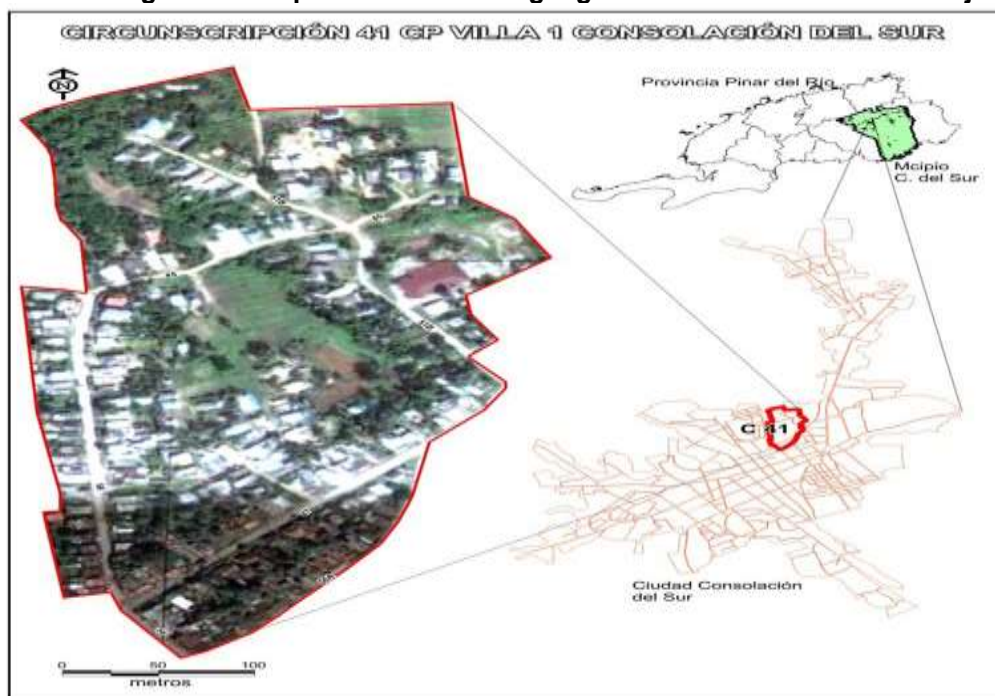 CIRCUNSCRIPCIÓN 41 CP VILLA 1 CONSOLACIÓN DEL SUR
N
Provincia Pinar del Río
Mcipio
C. del Sur
C 41
Ciudad Consolación
del Sur
0 50 100
metros